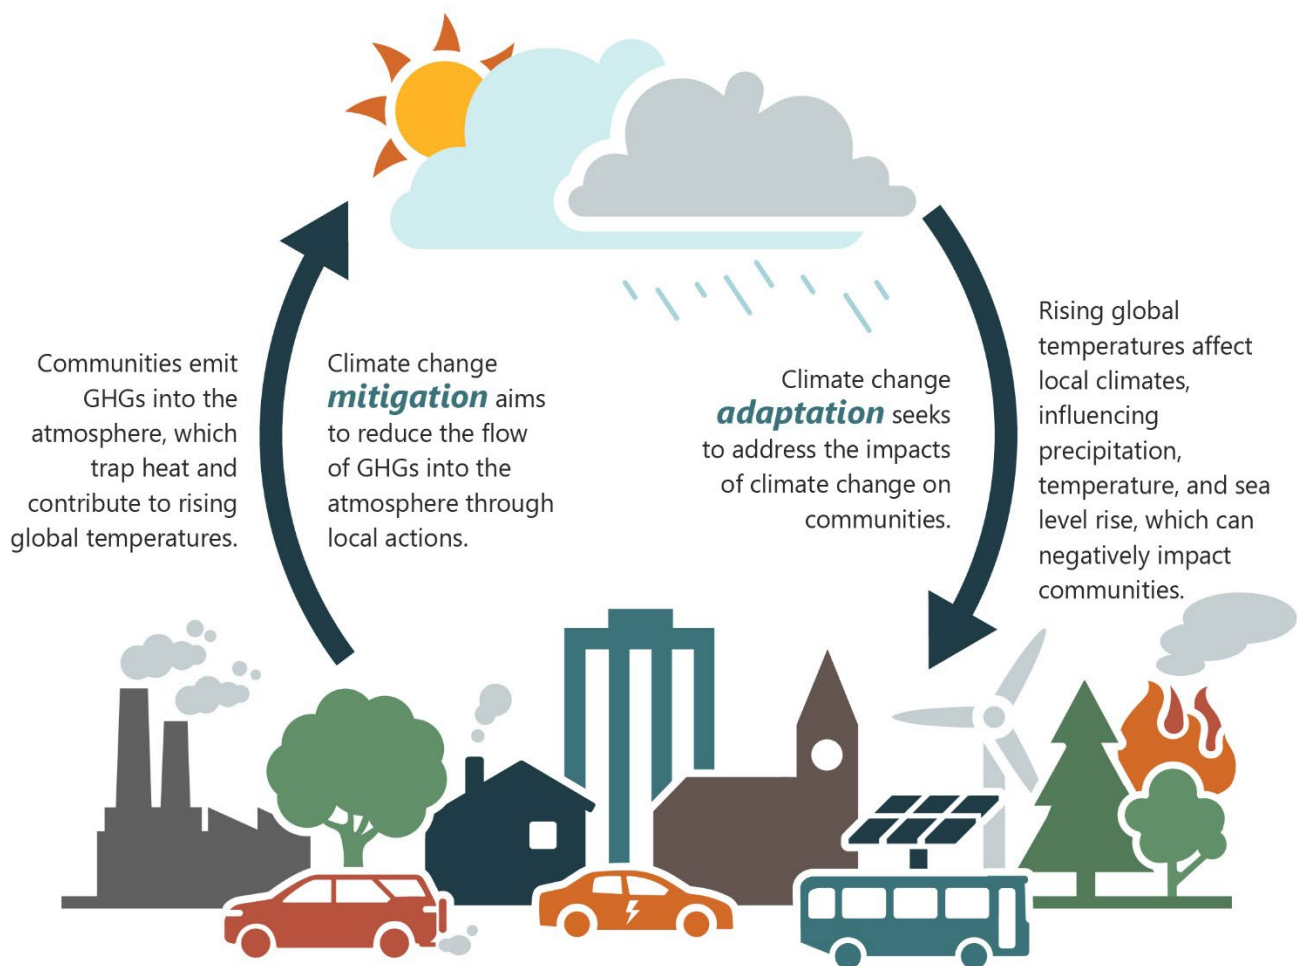 Communities emit
GHGs into the
atmosphere, which
trap heat and
contribute to rising
global temperatures.
Climate change
mitigation aims
to reduce the flow
of GHGs into the
atmosphere through
local actions.
Climate change
adaptation seeks
to address the impacts
of climate change on
communities.
Rising global
temperatures affect
local climates,
influencing
precipitation,
temperature, and sea
level rise, which can
negatively impact
communities.